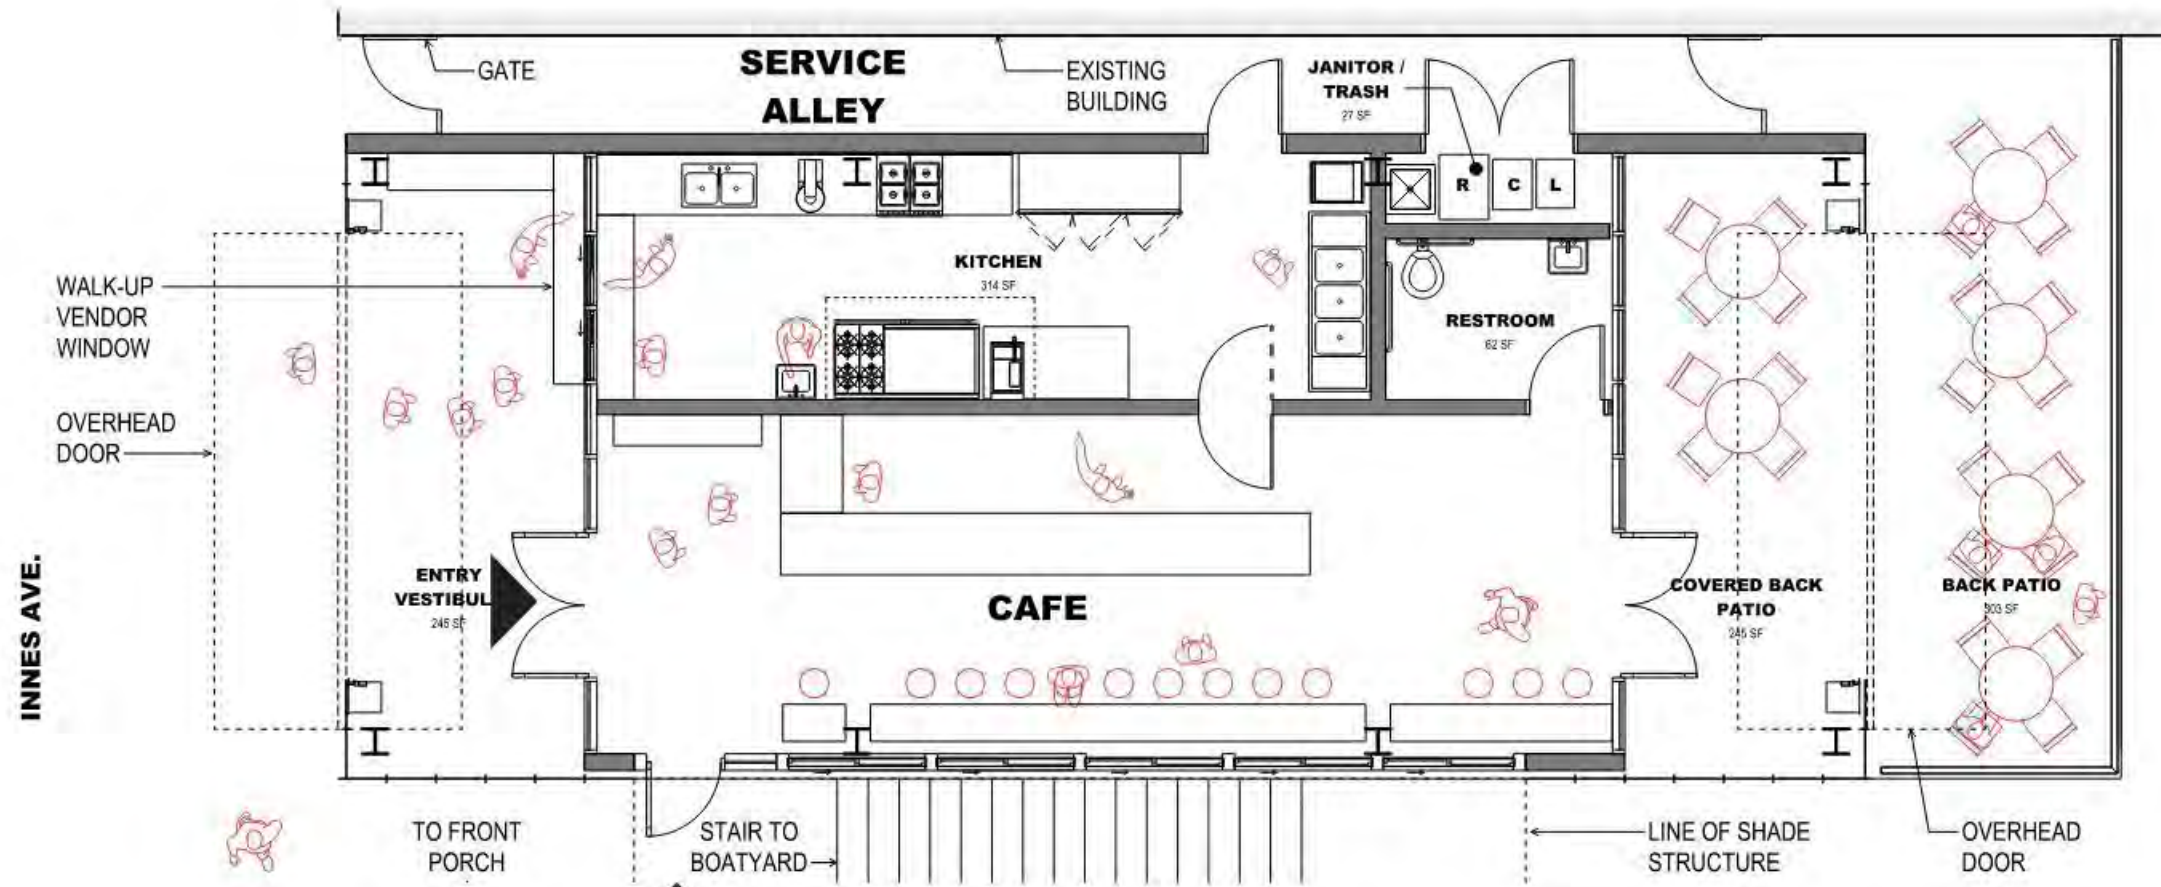 SERVICE
ALLEY
GATE
EXISTING
BUILDING
JANITOR /
TRASH
27 SF
R
C
L
KITCHEN
314 SF
WALK-UP
VENDOR
WINDOW
RESTROOM
62 SF
OVERHEAD
DOOR
INNES AVE.
ENTRY
VESTIBUL
246 SF
CAFE
COVERED BACK
PATIO
246 SF
BACK PATIO
303 SF
TO FRONT
PORCH
STAIR TO
BOATYARD
LINE OF SHADE
STRUCTURE
OVERHEAD
DOOR